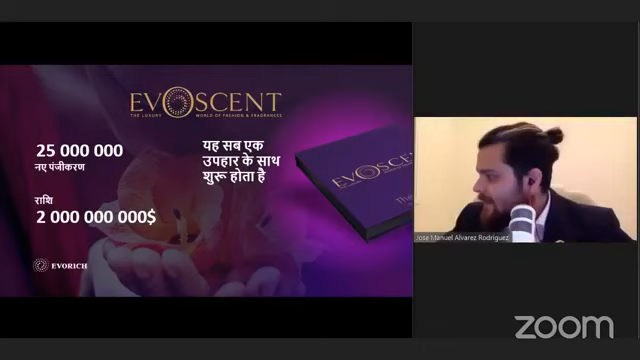 EVOSCENT
THE LUXURY WORLD OF FASHION & FRAGRANCES
25 000 000
नए पंजीकरण
यह सब एक
उपहार के साथ
शुरू होता है
राशि
2 000 000 000$
EVORICH
EVOSCENT
Jose Manuel Alvarez Rodriguez
zoom